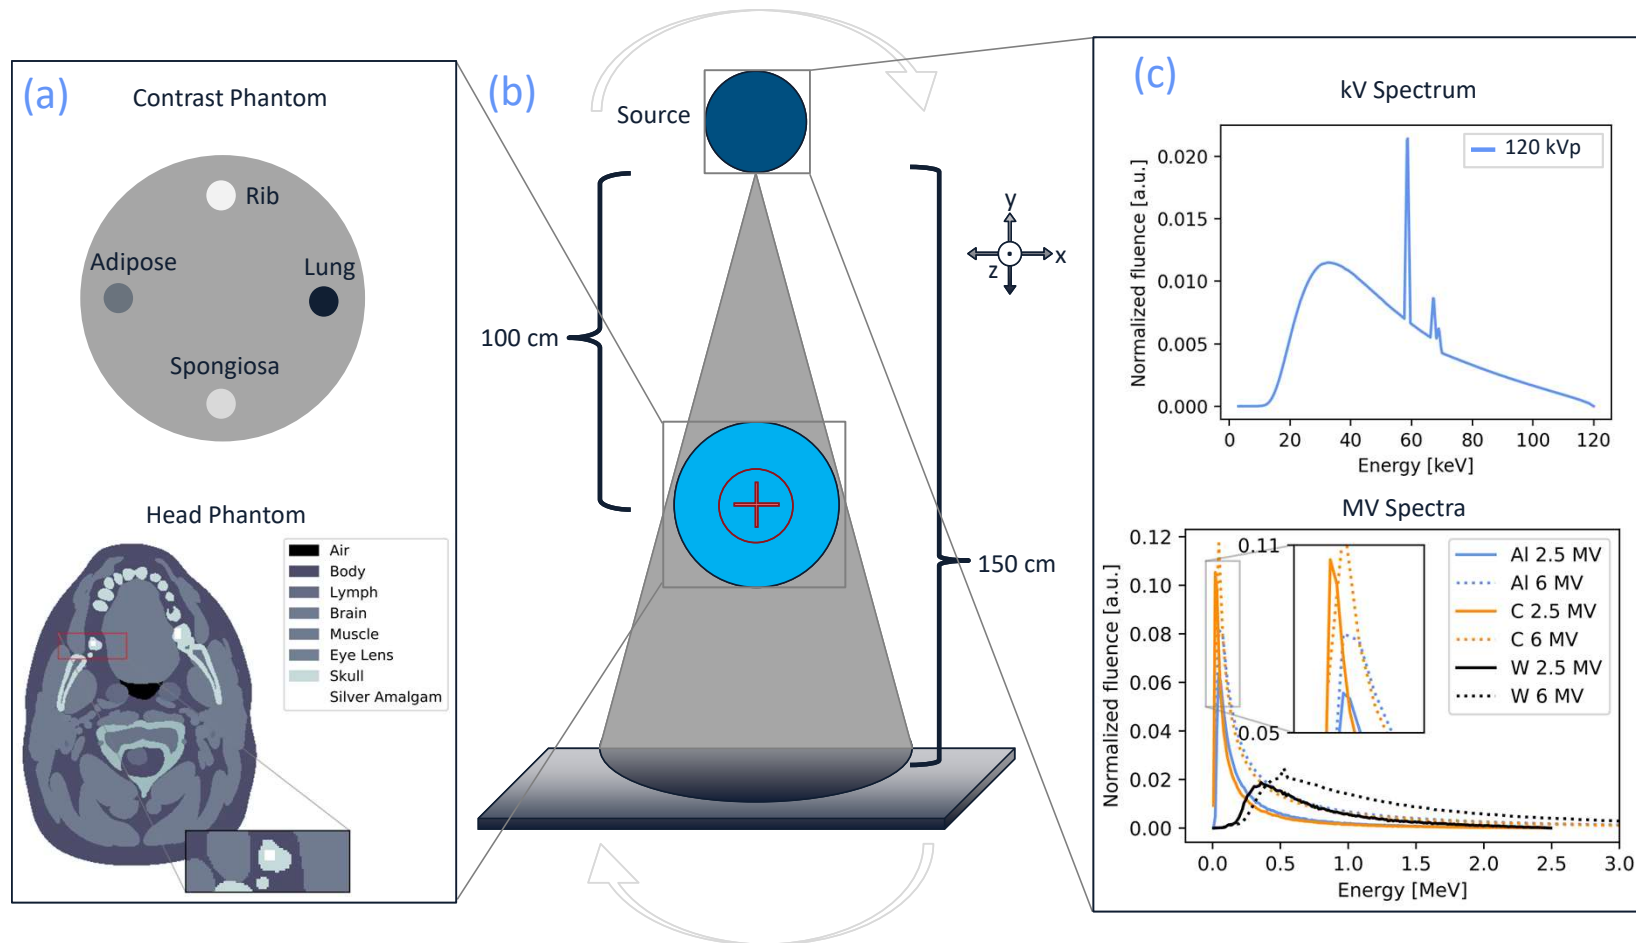 (a)
Contrast Phantom
Rib
Adipose
Lung
Spongiosa
Head Phantom
Air
Body
Lymph
Brain
Muscle
Eye Lens
Skull
Silver Amalgam
(b)
Source
y
x
z
100 cm
150 cm
(c)
kV Spectrum
120 kVp
Normalized fluence [a.u.]
0.020
0.015
0.010
0.005
0.000
0 20 40 60 80 100 120
Energy [keV]
MV Spectra
Normalized fluence [a.u.]
0.12
0.10
0.08
0.06
0.04
0.02
0.00
0.11
0.05
Al 2.5 MV
Al 6 MV
C 2.5 MV
C 6 MV
W 2.5 MV
W 6 MV
0.0 0.5 1.0 1.5 2.0 2.5 3.0
Energy [MeV]